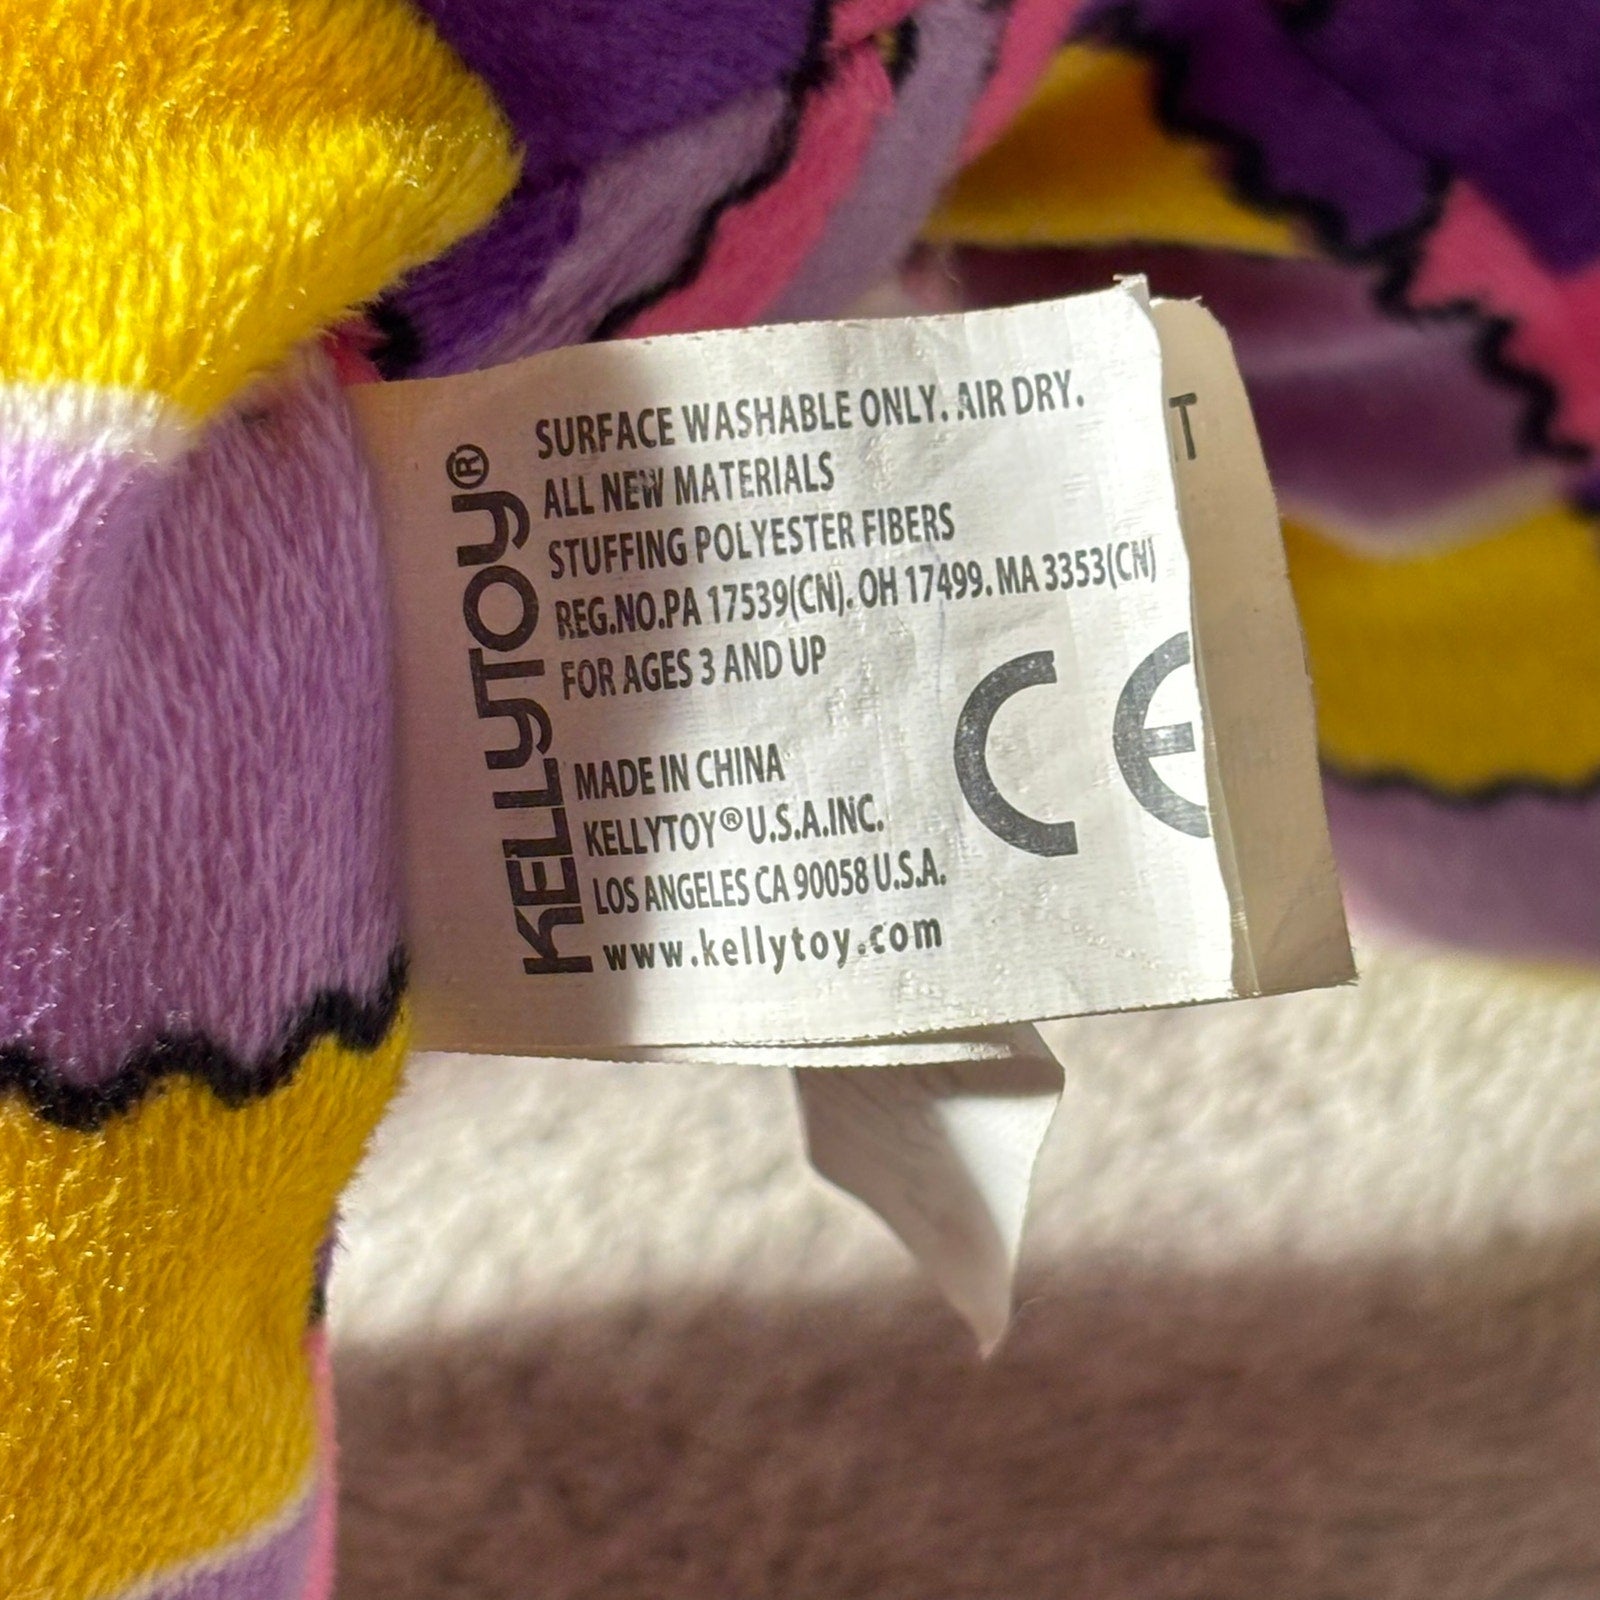 KELLYTOY®
SURFACE WASHABLE ONLY. AIR DRY.
ALL NEW MATERIALS
STUFFING POLYESTER FIBERS
REG.NO.PA 17539(CN). OH 17499. MA 3353(CN)
FOR AGES 3 AND UP
MADE IN CHINA
KELLYTOY® U.S.A.INC.
LOS ANGELES CA 90058 U.S.A.
www.kellytoy.com
CE
T